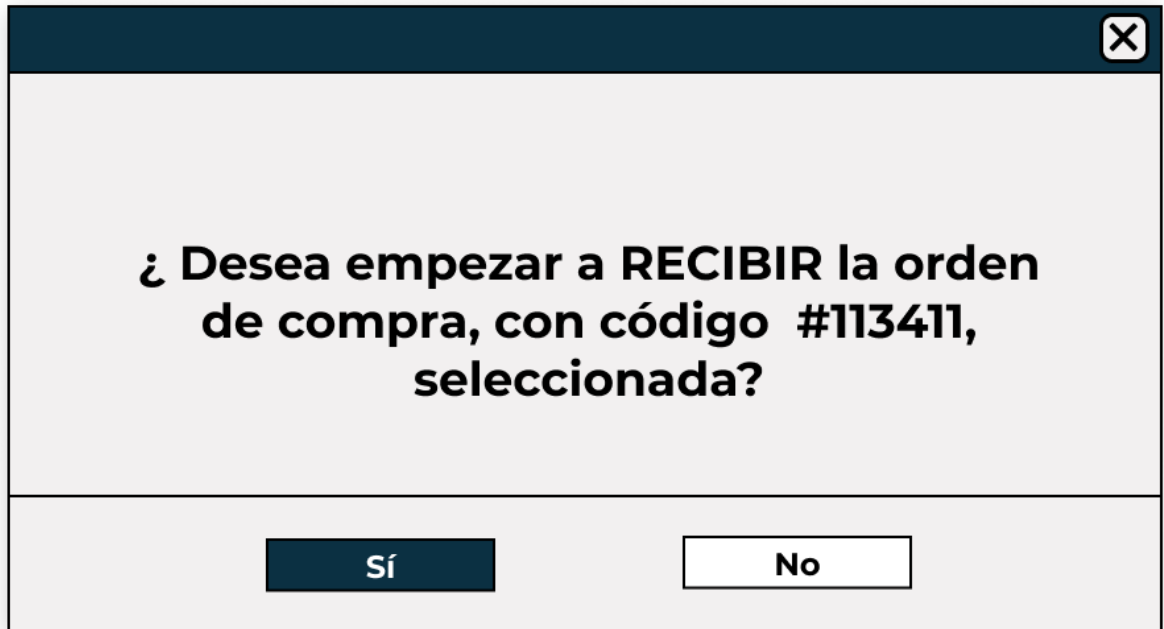 ¿ Desea empezar a RECIBIR la orden
de compra, con código  #113411,
seleccionada?
Sí
No